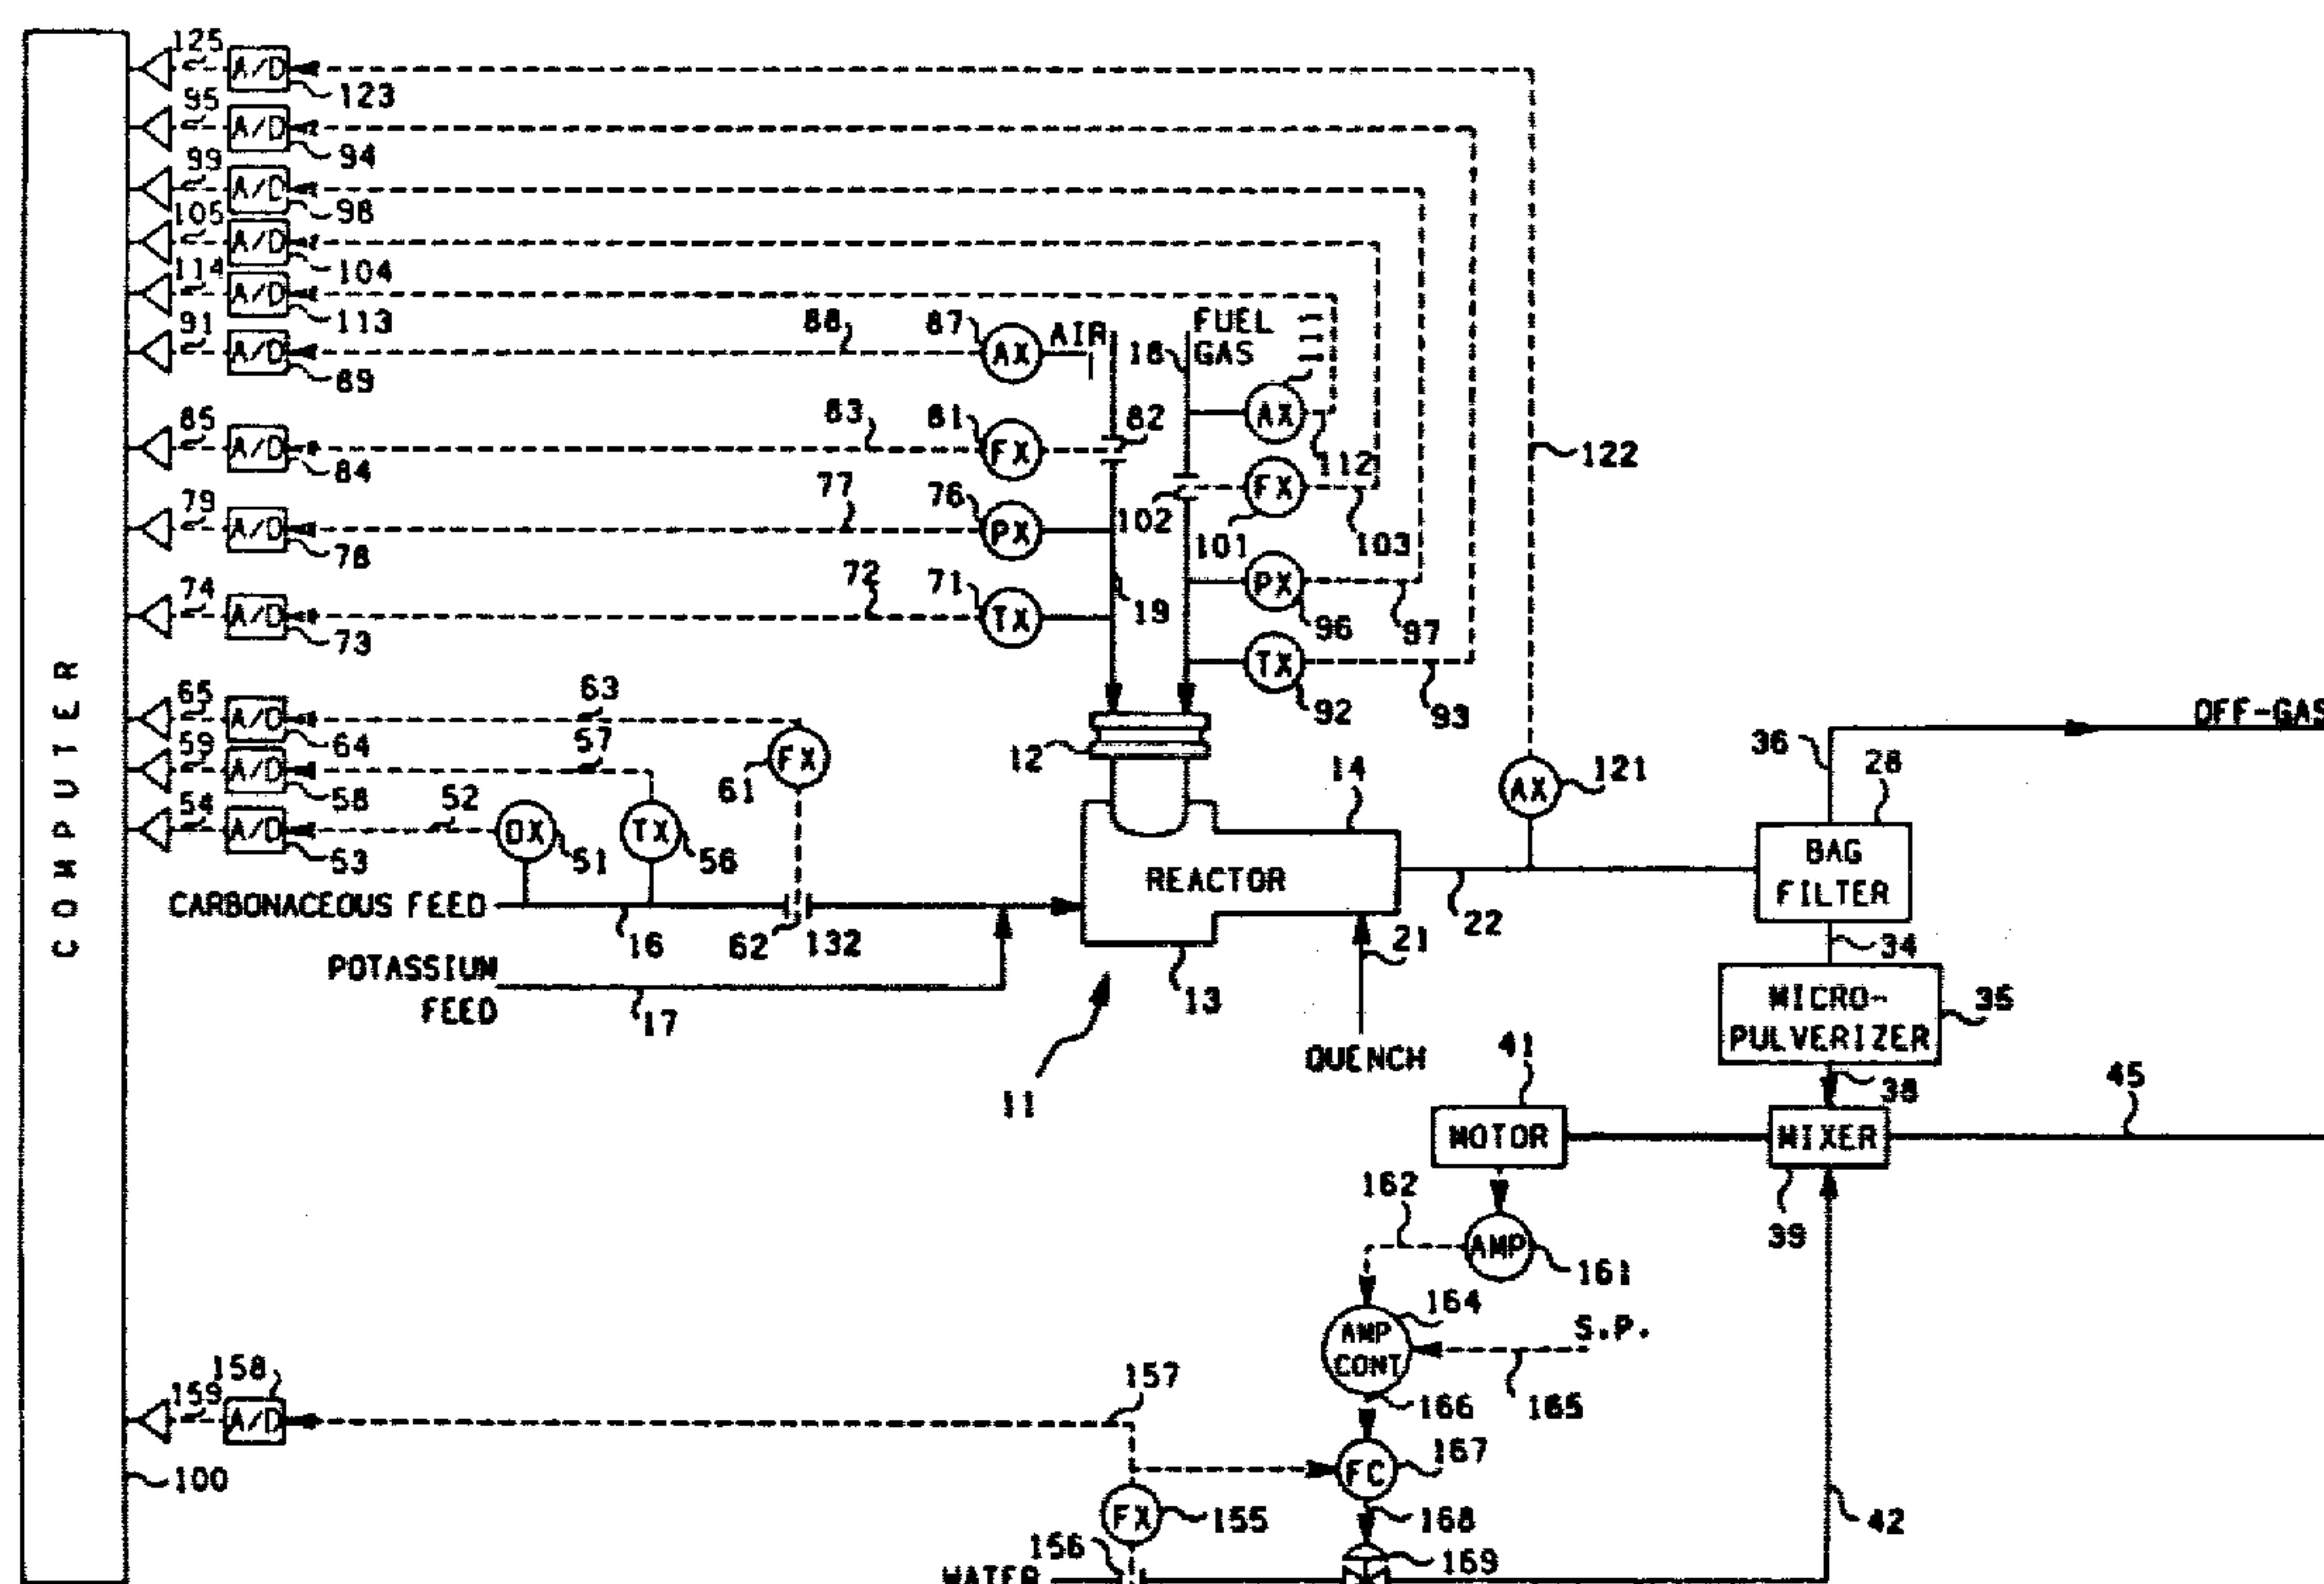 125
A/D
123
95
A/D
94
99
A/D
98
105
A/D
104
114
A/D
113
91
A/D
89
88
87
AX
AIR
18
FUEL
GAS
111
AX
112
85
A/D
84
83
81
FX
82
FX
102
101
103
122
79
A/D
78
77
76
PX
19
PX
96
97
74
A/D
73
72
71
TX
TX
92
93
COMPUTER
65
A/D
64
63
FX
61
59
A/D
58
57
TX
56
54
A/D
53
52
DX
51
12
14
AX
121
36
OFF-GAS
28
BAG
FILTER
REACTOR
CARBONACEOUS FEED
16
62
132
22
34
POTASSIUM
FEED
17
13
21
QUENCH
11
MICRO-
PULVERIZER
35
38
41
MOTOR
MIXER
39
45
162
AMP
161
164
AMP
CONT
S.P.
165
166
158
159
A/D
157
FC
167
100
FX
155
168
42
156
169
WATER